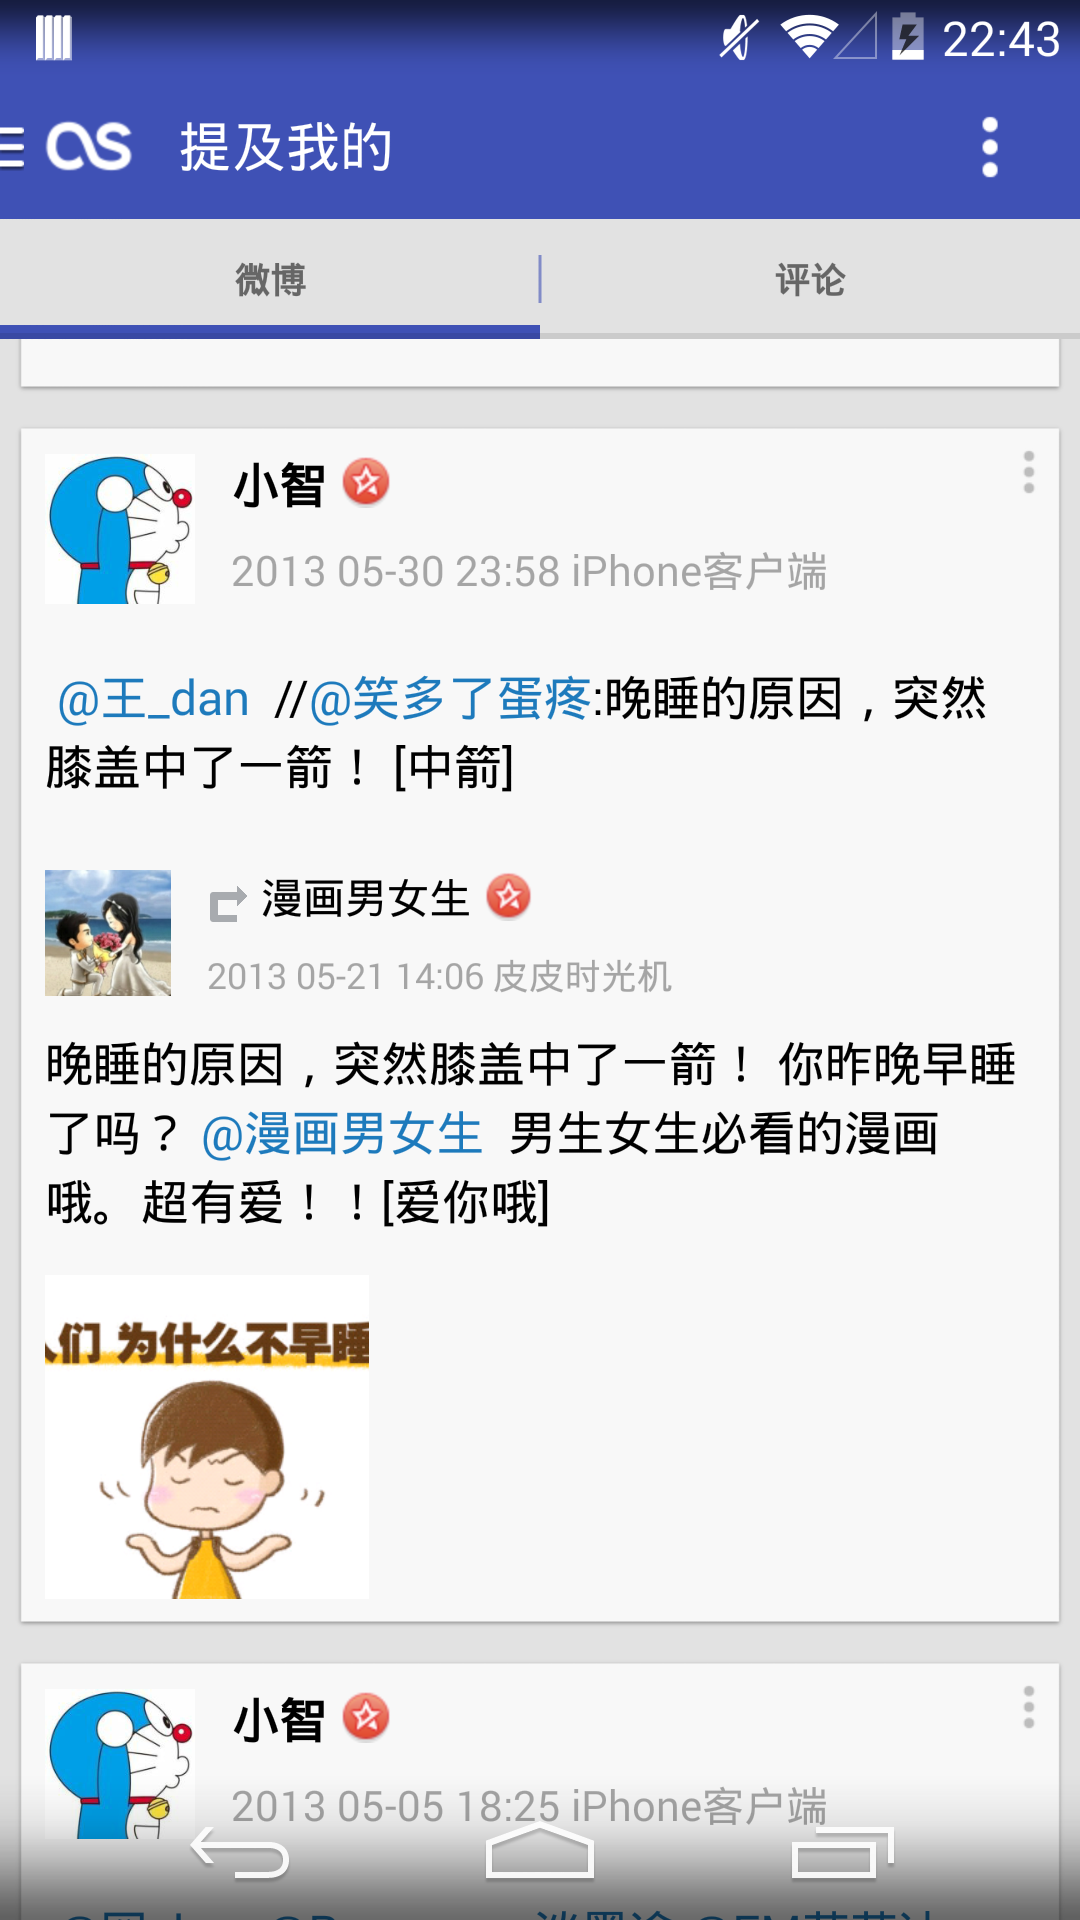 22:43
提及我的
微博
评论
小智
2013 05-30 23:58 iPhone客户端
@王_dan //@笑多了蛋疼:晚睡的原因，突然
膝盖中了一箭！ [中箭]
漫画男女生
2013 05-21 14:06 皮皮时光机
晚睡的原因，突然膝盖中了一箭！ 你昨晚早睡
了吗？ @漫画男女生 男生女生必看的漫画
哦。超有爱！！[爱你哦]
们 为什么不早睡
小智
2013 05-05 18:25 iPhone客户端